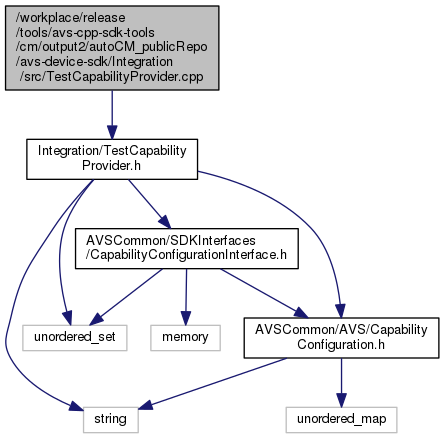 /workplace/release
/tools/avs-cpp-sdk-tools
/cm/output2/autoCM_publicRepo
/avs-device-sdk/Integration
/src/TestCapabilityProvider.cpp
Integration/TestCapability
Provider.h
AVSCommon/SDKInterfaces
/CapabilityConfigurationInterface.h
unordered_set
memory
AVSCommon/AVS/Capability
Configuration.h
string
unordered_map